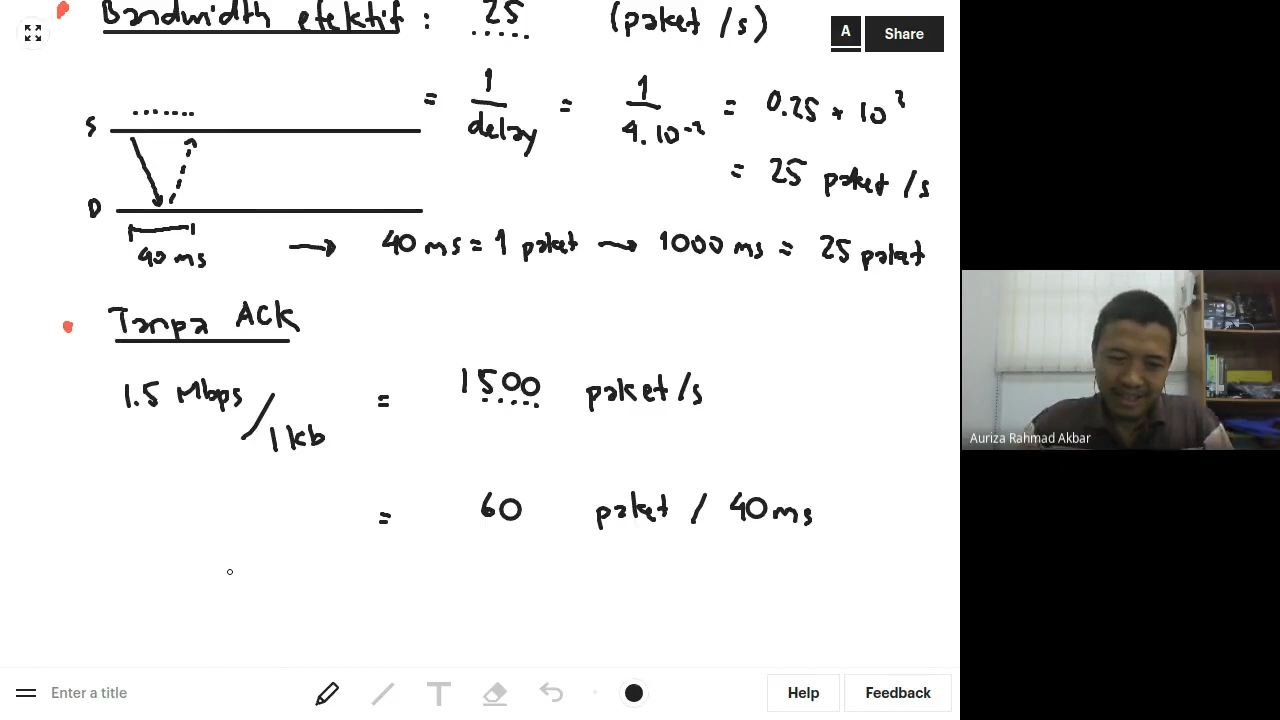 Bandwidth efektif : 25 (paket /s)
A Share
= 1 / delay = 1 / 4.10⁻² = 0.25 * 10²
= 25 paket /s
S
D
40 ms → 40 ms = 1 paket → 1000 ms = 25 paket
Tanpa ACK
1.5 Mbps / 1 kb = 1500 paket /s
= 60 paket / 40 ms
Auriza Rahmad Akbar
Enter a title T Help Feedback